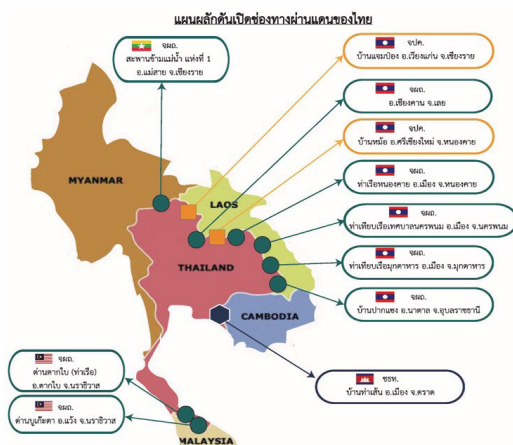 แผนผลักดันเปิดช่องทางผ่านแดนของไทย
จผถ.
สะพานข้ามแม่น้ำ แห่งที่ 1
อ.แม่สาย จ.เชียงราย
จปค.
บ้านแจมป๋อง อ.เวียงแก่น จ.เชียงราย
จผถ.
อ.เชียงคาน จ.เลย
จปค.
บ้านหม้อ อ.ศรีเชียงใหม่ จ.หนองคาย
จผถ.
ท่าเรือหนองคาย อ.เมือง จ.หนองคาย
จผถ.
ท่าเทียบเรือเทศบาลนครพนม อ.เมือง จ.นครพนม
จผถ.
ท่าเทียบเรือมุกดาหาร อ.เมือง จ.มุกดาหาร
จผถ.
บ้านปากแซง อ.นาตาล จ.อุบลราชธานี
ชธท.
บ้านท่าเส้น อ.เมือง จ.ตราด
จผถ.
ด่านตากใบ (ท่าเรือ)
อ.ตากใบ จ.นราธิวาส
จผถ.
ด่านบูเก๊ะตา อ.แว้ง จ.นราธิวาส
MYANMAR
LAOS
THAILAND
CAMBODIA
MALAYSIA